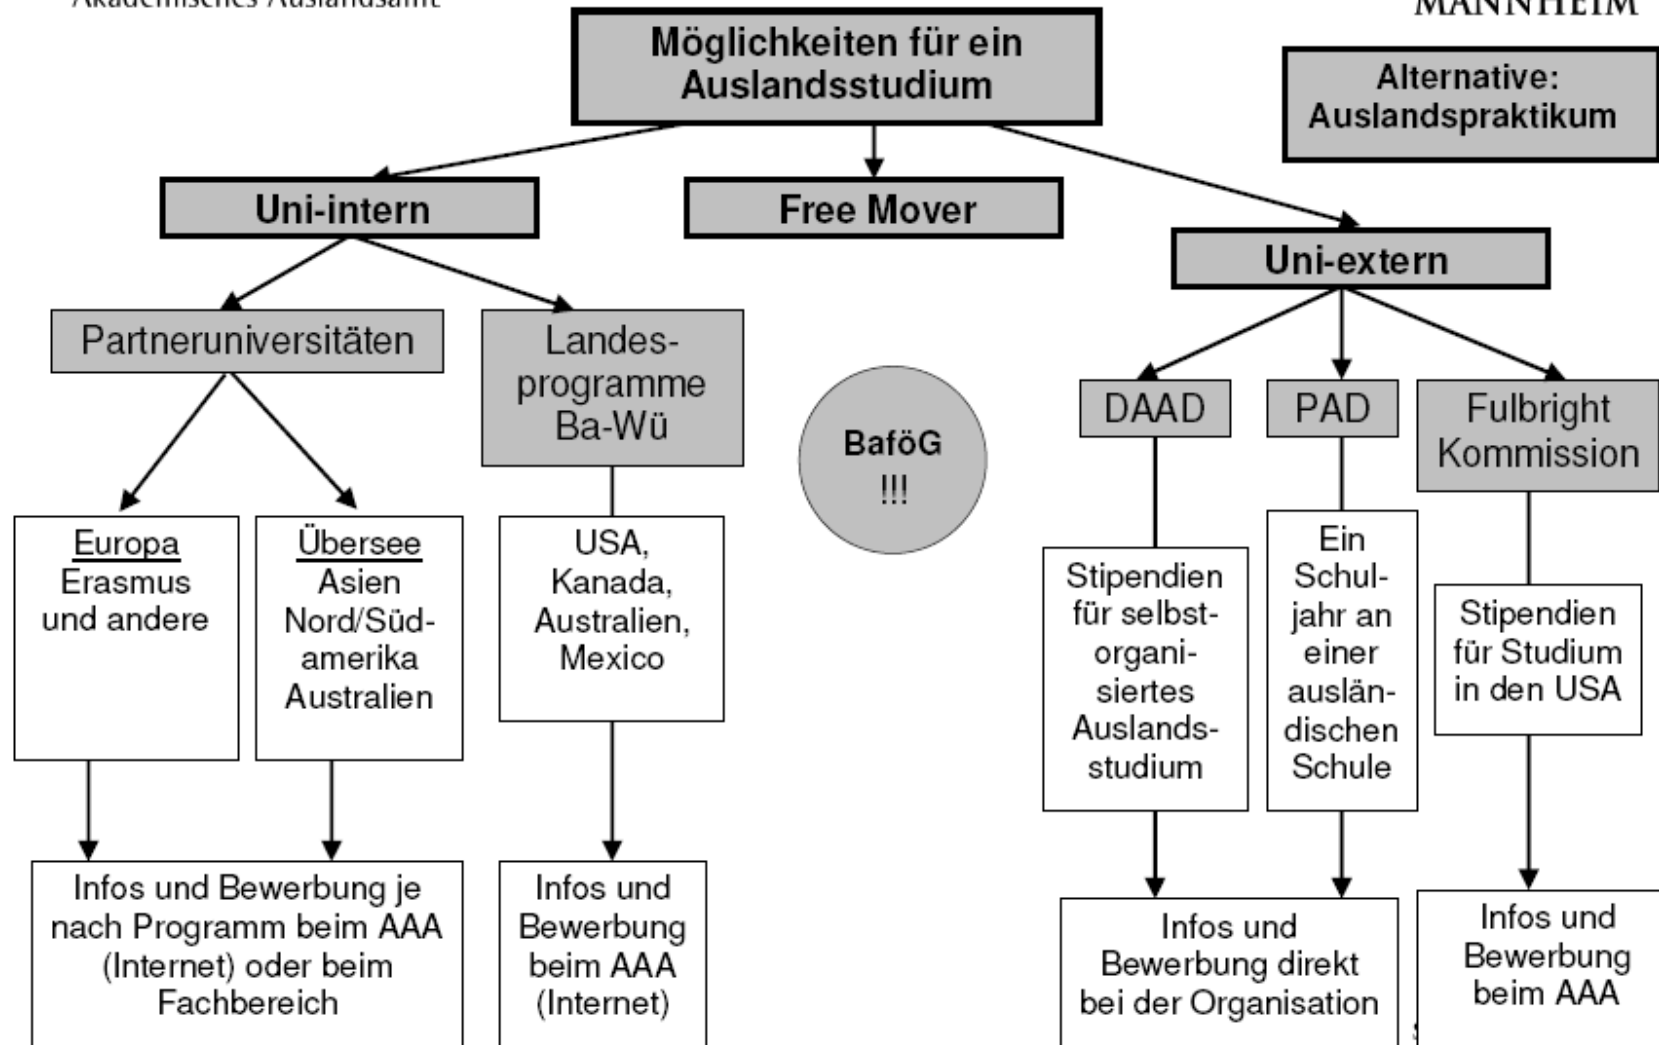 Akademisches Auslandsamt
MANNHEIM
Möglichkeiten für ein
Auslandsstudium
Alternative:
Auslandspraktikum
Uni-intern
Free Mover
Uni-extern
Partneruniversitäten
Landes-
programme
Ba-Wü
BaföG
!!!
DAAD
PAD
Fulbright
Kommission
Europa
Erasmus
und andere
Übersee
Asien
Nord/Süd-
amerika
Australien
USA,
Kanada,
Australien,
Mexico
Stipendien
für selbst-
organi-
siertes
Auslands-
studium
Ein
Schul-
jahr an
einer
auslän-
dischen
Schule
Stipendien
für Studium
in den USA
Infos und Bewerbung je
nach Programm beim AAA
(Internet) oder beim
Fachbereich
Infos und
Bewerbung
beim AAA
(Internet)
Infos und
Bewerbung direkt
bei der Organisation
Infos und
Bewerbung
beim AAA